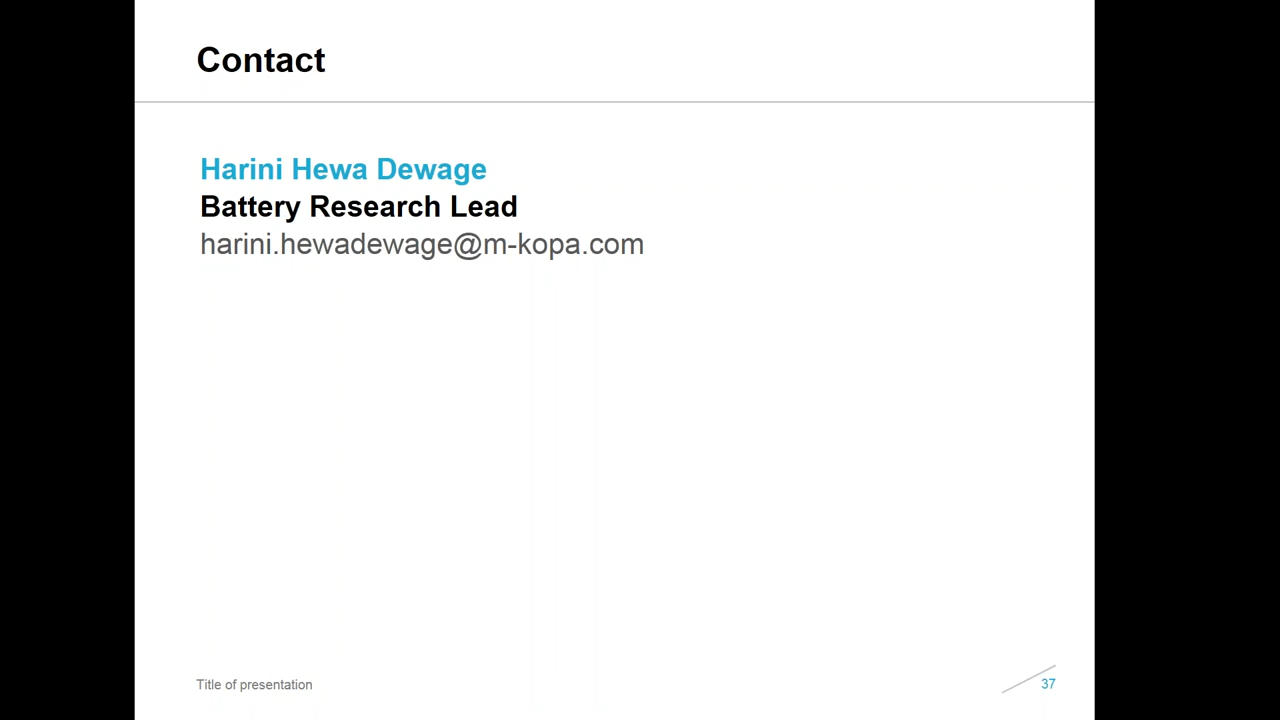 Contact
Harini Hewa Dewage
Battery Research Lead
harini.hewadewage@m-kopa.com
Title of presentation
37